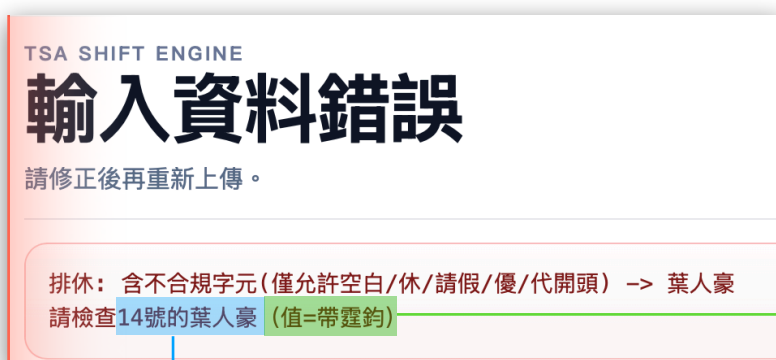 TSA SHIFT ENGINE
輸入資料錯誤
請修正後再重新上傳。
排休: 含不合規字元(僅允許空白/休/請假/優/代開頭) —> 葉人豪
請檢查14號的葉人豪 (值=帶霆鈞)